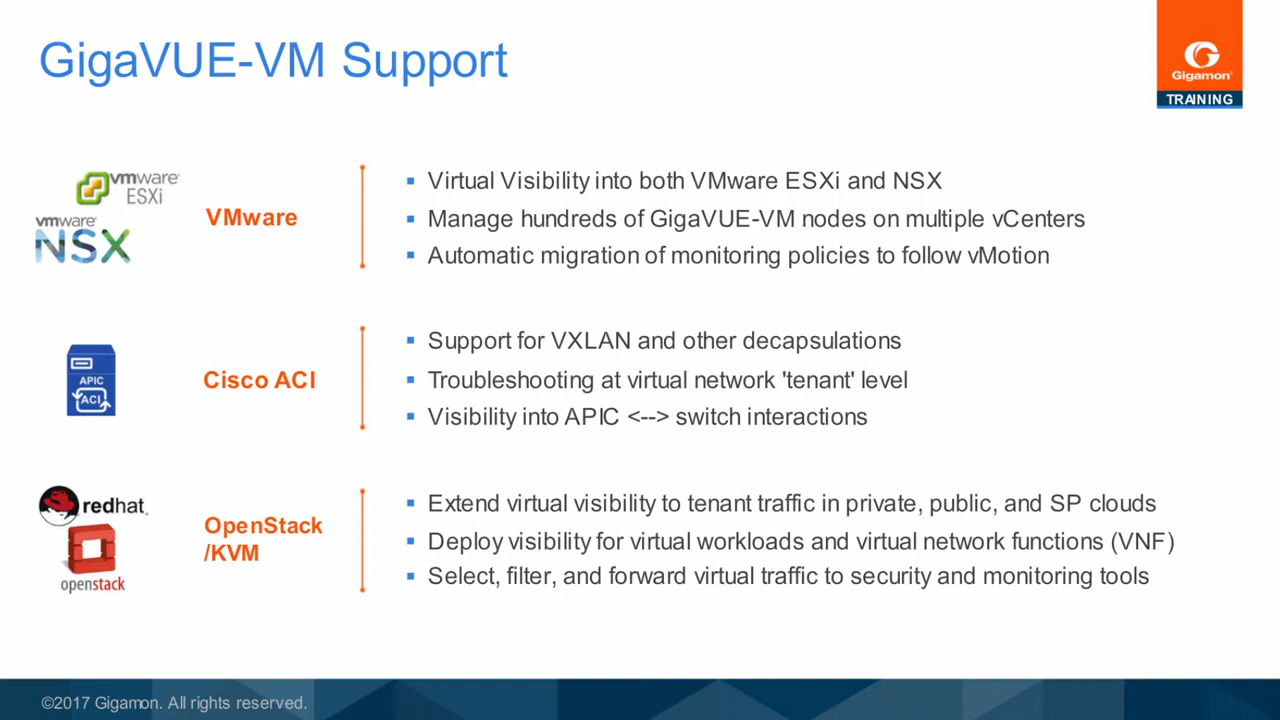 GigaVUE-VM Support
Gigamon®
TRAINING
vmware®
ESXi
vmware®
NSX
VMware
▪ Virtual Visibility into both VMware ESXi and NSX
▪ Manage hundreds of GigaVUE-VM nodes on multiple vCenters
▪ Automatic migration of monitoring policies to follow vMotion
APIC
ACI
Cisco ACI
▪ Support for VXLAN and other decapsulations
▪ Troubleshooting at virtual network 'tenant' level
▪ Visibility into APIC <--> switch interactions
redhat.
openstack
OpenStack
/KVM
▪ Extend virtual visibility to tenant traffic in private, public, and SP clouds
▪ Deploy visibility for virtual workloads and virtual network functions (VNF)
▪ Select, filter, and forward virtual traffic to security and monitoring tools
©2017 Gigamon. All rights reserved.